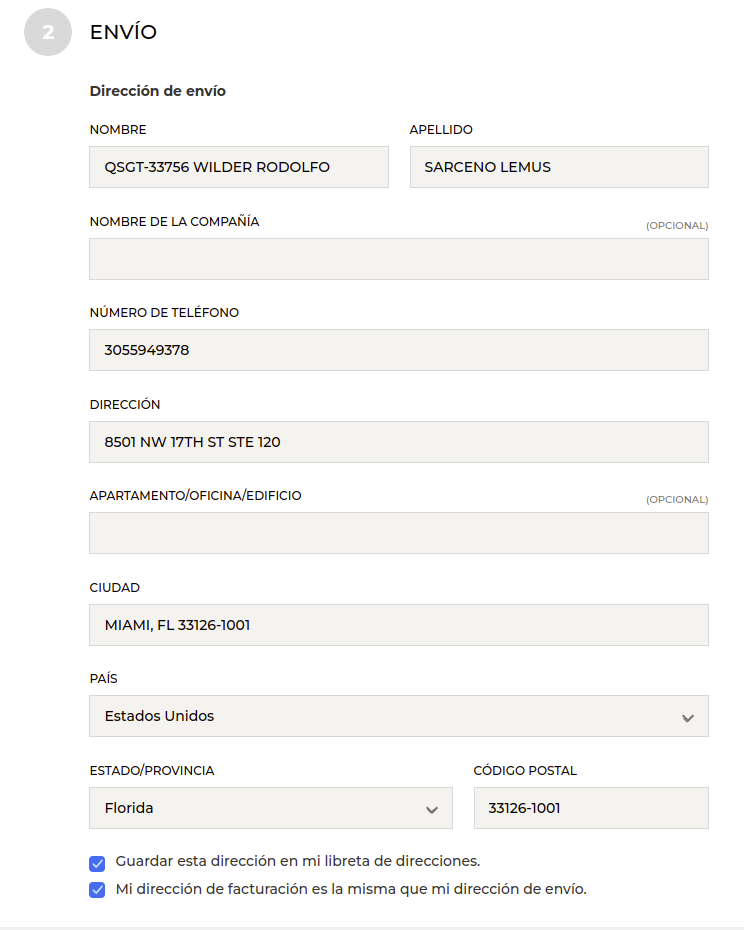 2 ENVÍO
Dirección de envío
NOMBRE APELLIDO
QSGT-33756 WILDER RODOLFO SARCENO LEMUS
NOMBRE DE LA COMPAÑÍA (OPCIONAL)
NÚMERO DE TELÉFONO
3055949378
DIRECCIÓN
8501 NW 17TH ST STE 120
APARTAMENTO/OFICINA/EDIFICIO (OPCIONAL)
CIUDAD
MIAMI, FL 33126-1001
PAÍS
Estados Unidos
ESTADO/PROVINCIA CÓDIGO POSTAL
Florida 33126-1001
Guardar esta dirección en mi libreta de direcciones.
Mi dirección de facturación es la misma que mi dirección de envío.